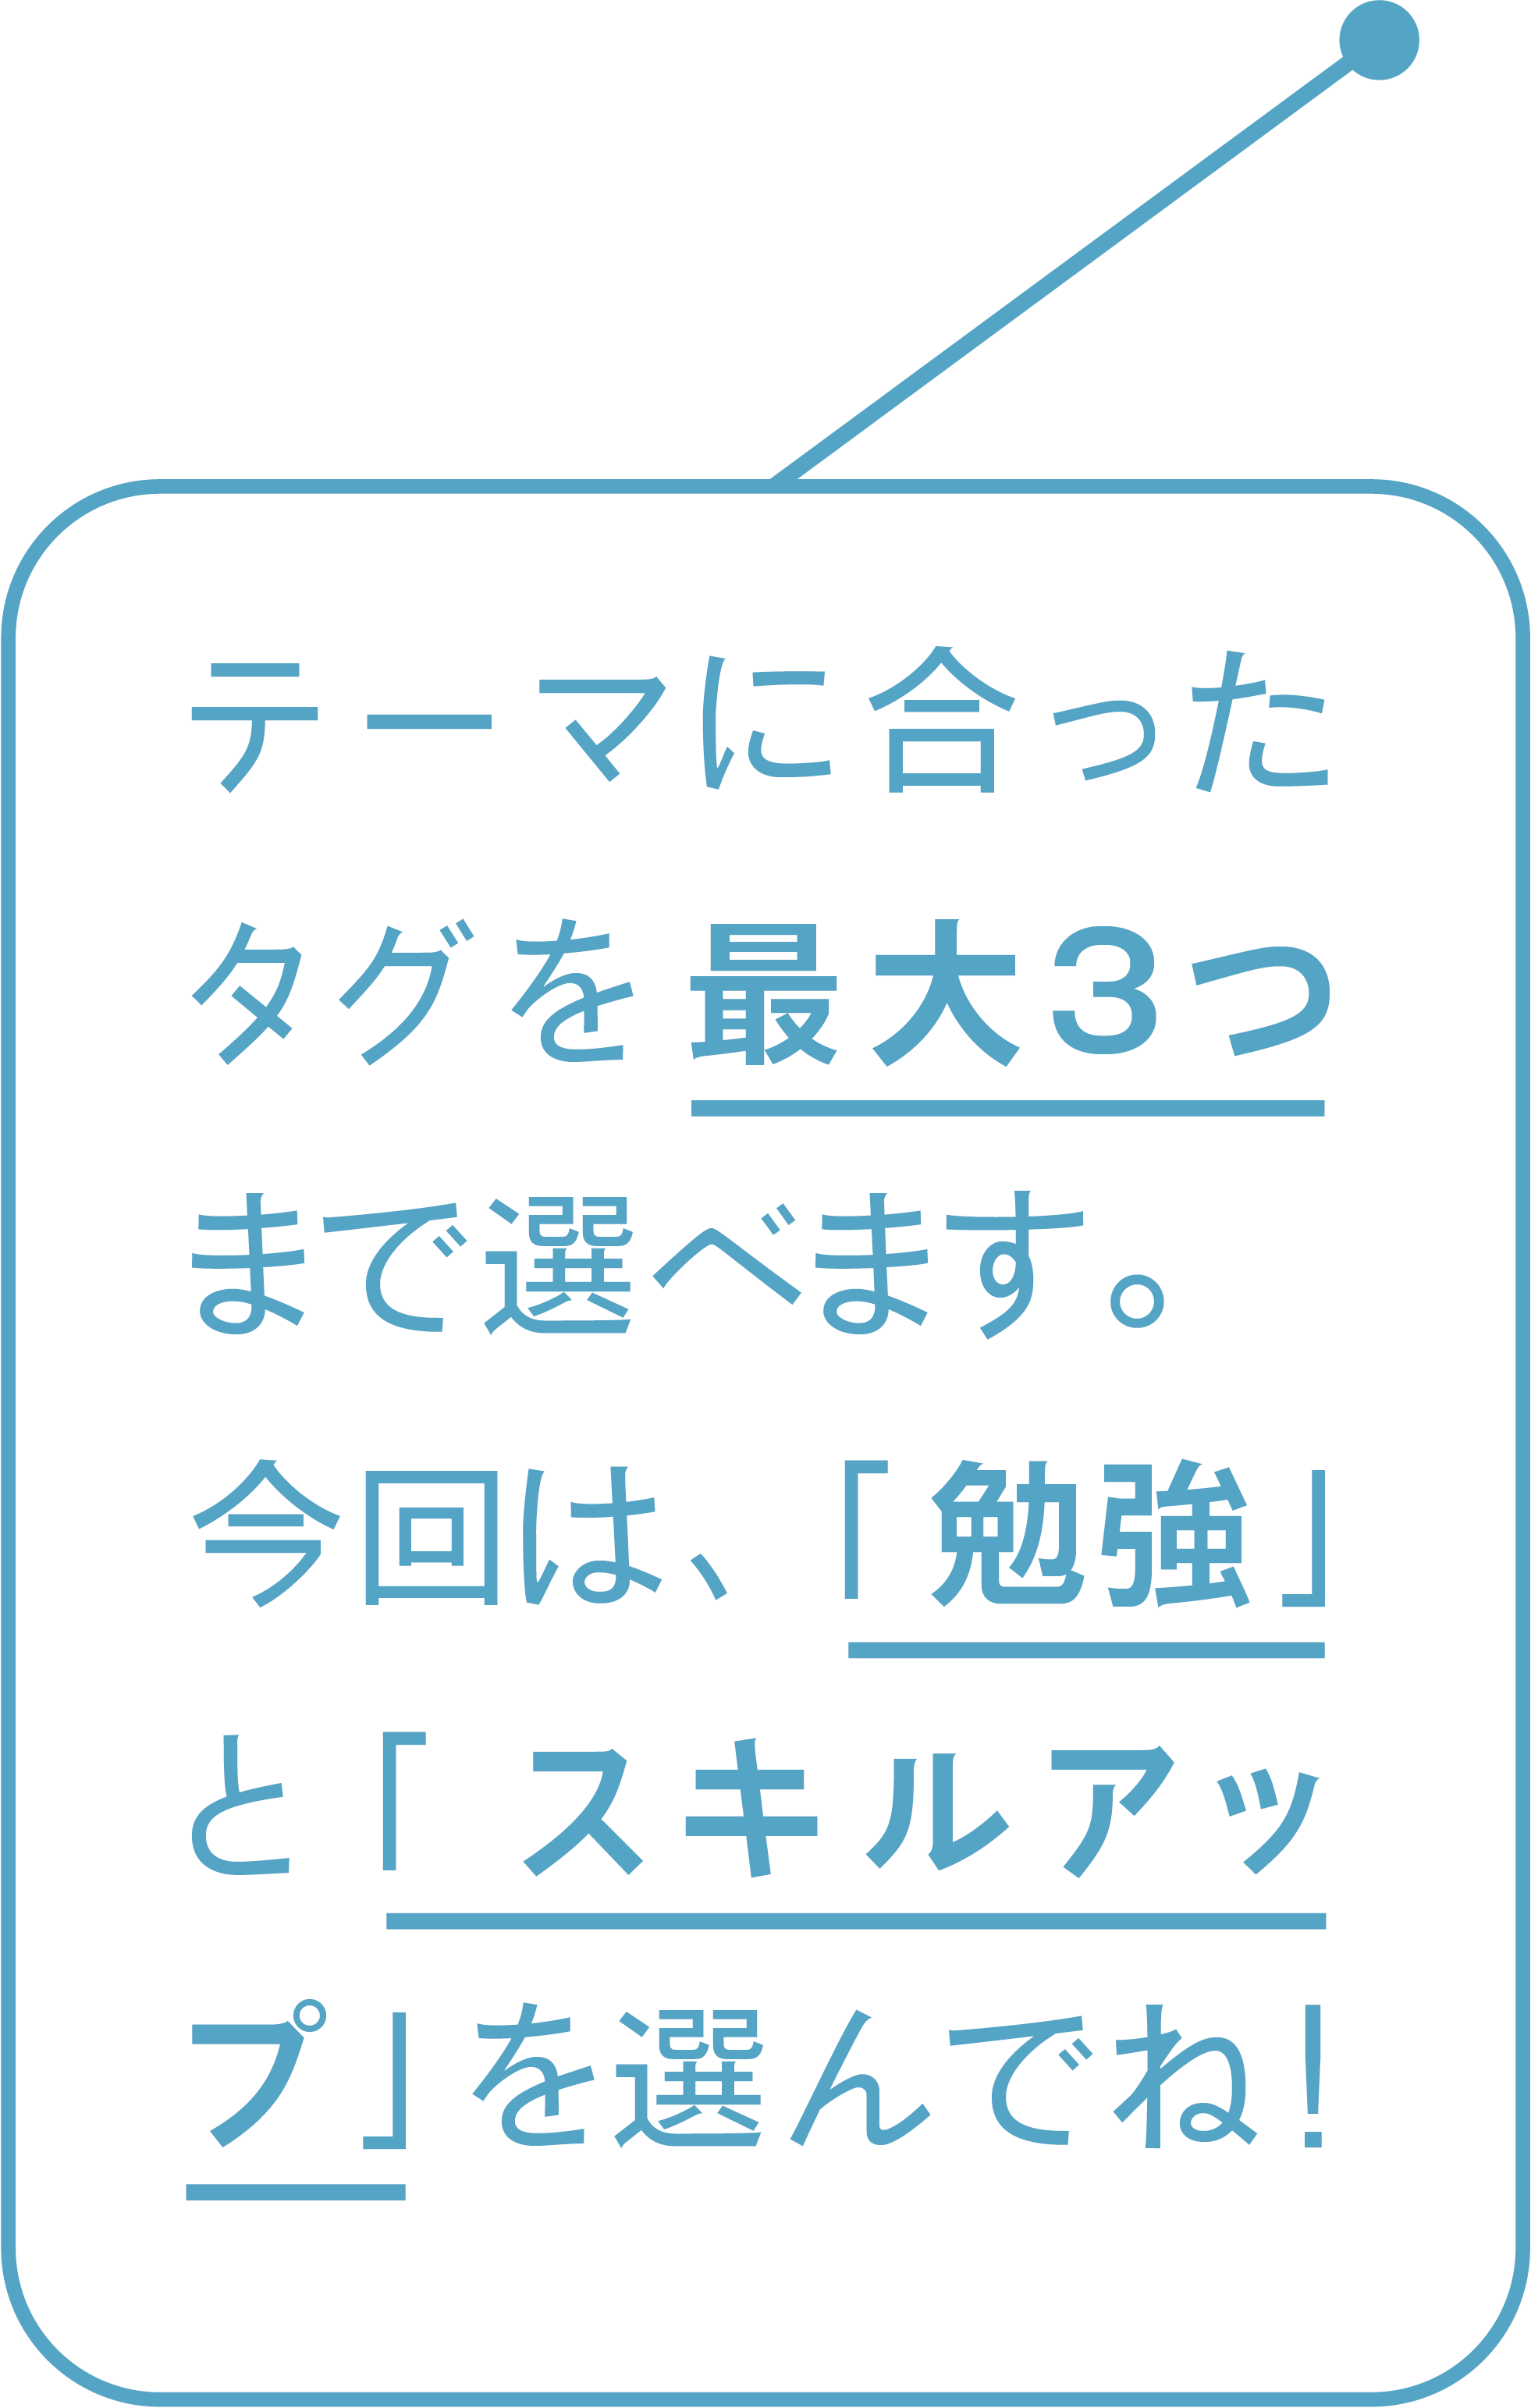 テーマに合った
タグを最大3つ
まで選べます。
今回は、「勉強」
と「スキルアッ
プ」を選んでね！